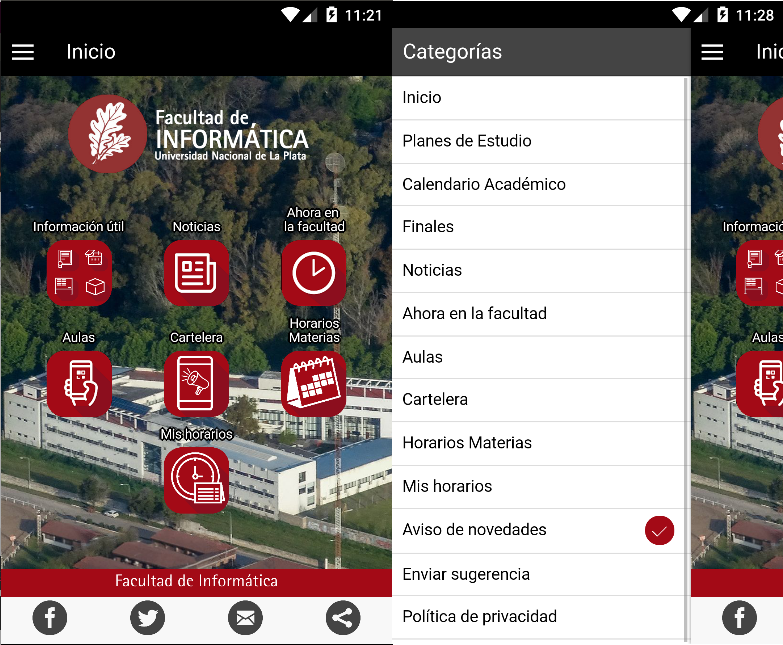 11:21
Inicio
Facultad de
INFORMÁTICA
Universidad Nacional de La Plata
Información útil
Noticias
Ahora en
la facultad
Aulas
Cartelera
Horarios
Materias
Mis horarios
Facultad de Informática
11:28
Categorías
Inicio
Planes de Estudio
Calendario Académico
Finales
Noticias
Ahora en la facultad
Aulas
Cartelera
Horarios Materias
Mis horarios
Aviso de novedades
Enviar sugerencia
Política de privacidad
Inic
Informació
Aulas